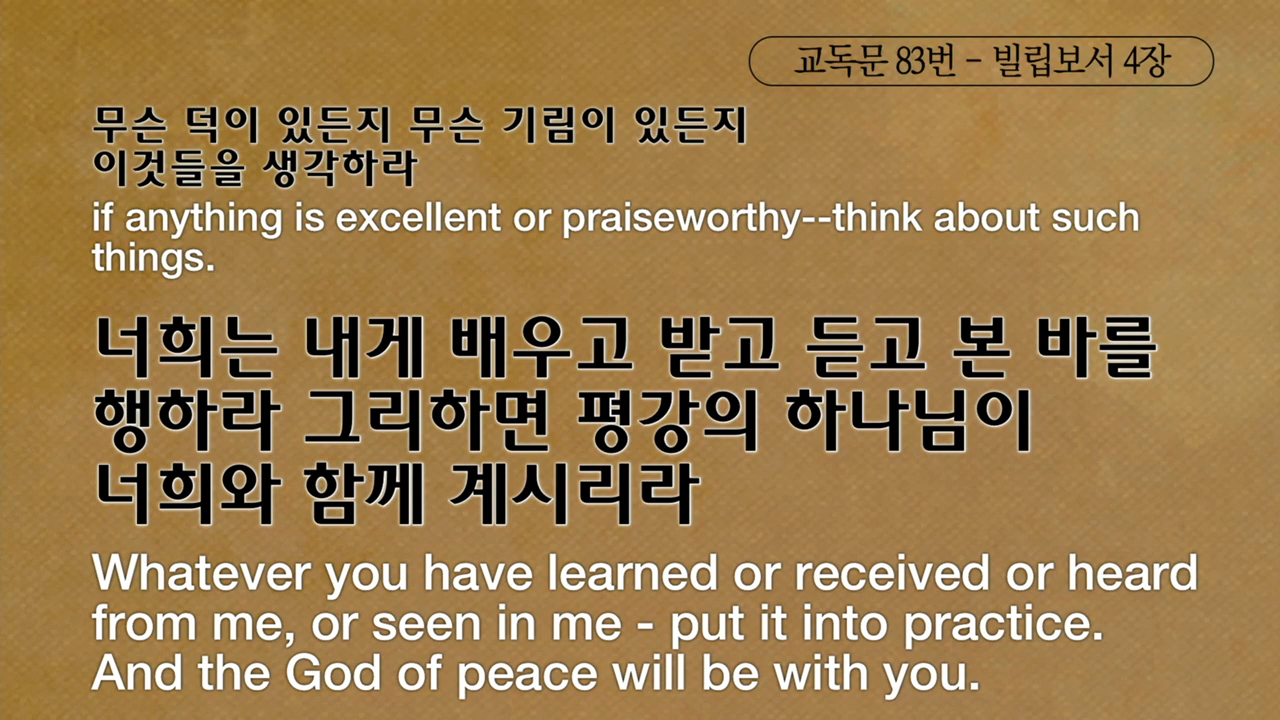 교독문 83번 - 빌립보서 4장
무슨 덕이 있든지 무슨 기림이 있든지
이것들을 생각하라
if anything is excellent or praiseworthy--think about such
things.
너희는 내게 배우고 받고 듣고 본 바를
행하라 그리하면 평강의 하나님이
너희와 함께 계시리라
Whatever you have learned or received or heard
from me, or seen in me - put it into practice.
And the God of peace will be with you.